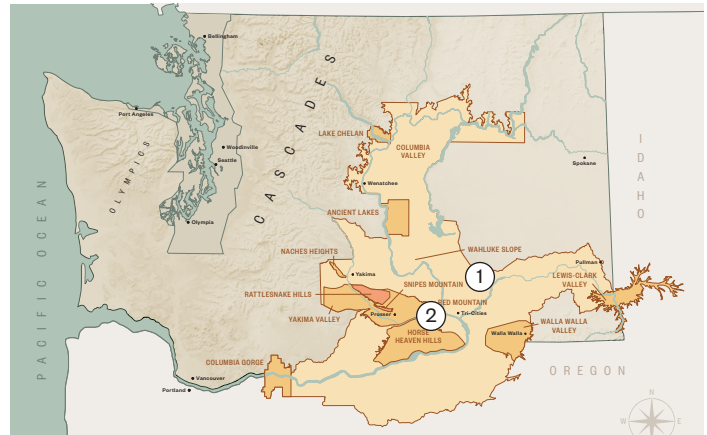 Bellingham
Port Angeles
OLYMPICS
Woodinville
Seattle
Olympia
CASCADES
PACIFIC OCEAN
LAKE CHELAN
COLUMBIA
VALLEY
Spokane
IDAHO
Wenatchee
ANCIENT LAKES
NACHES HEIGHTS
WAHLUKE SLOPE
Yakima
Pullman
1
SNIPES MOUNTAIN
LEWIS-CLARK
VALLEY
RATTLESNAKE HILLS
RED MOUNTAIN
YAKIMA VALLEY
Prosser
2
Tri-Cities
HORSE
HEAVEN HILLS
Walla Walla
WALLA WALLA
VALLEY
COLUMBIA GORGE
Vancouver
Portland
OREGON
N
W
E